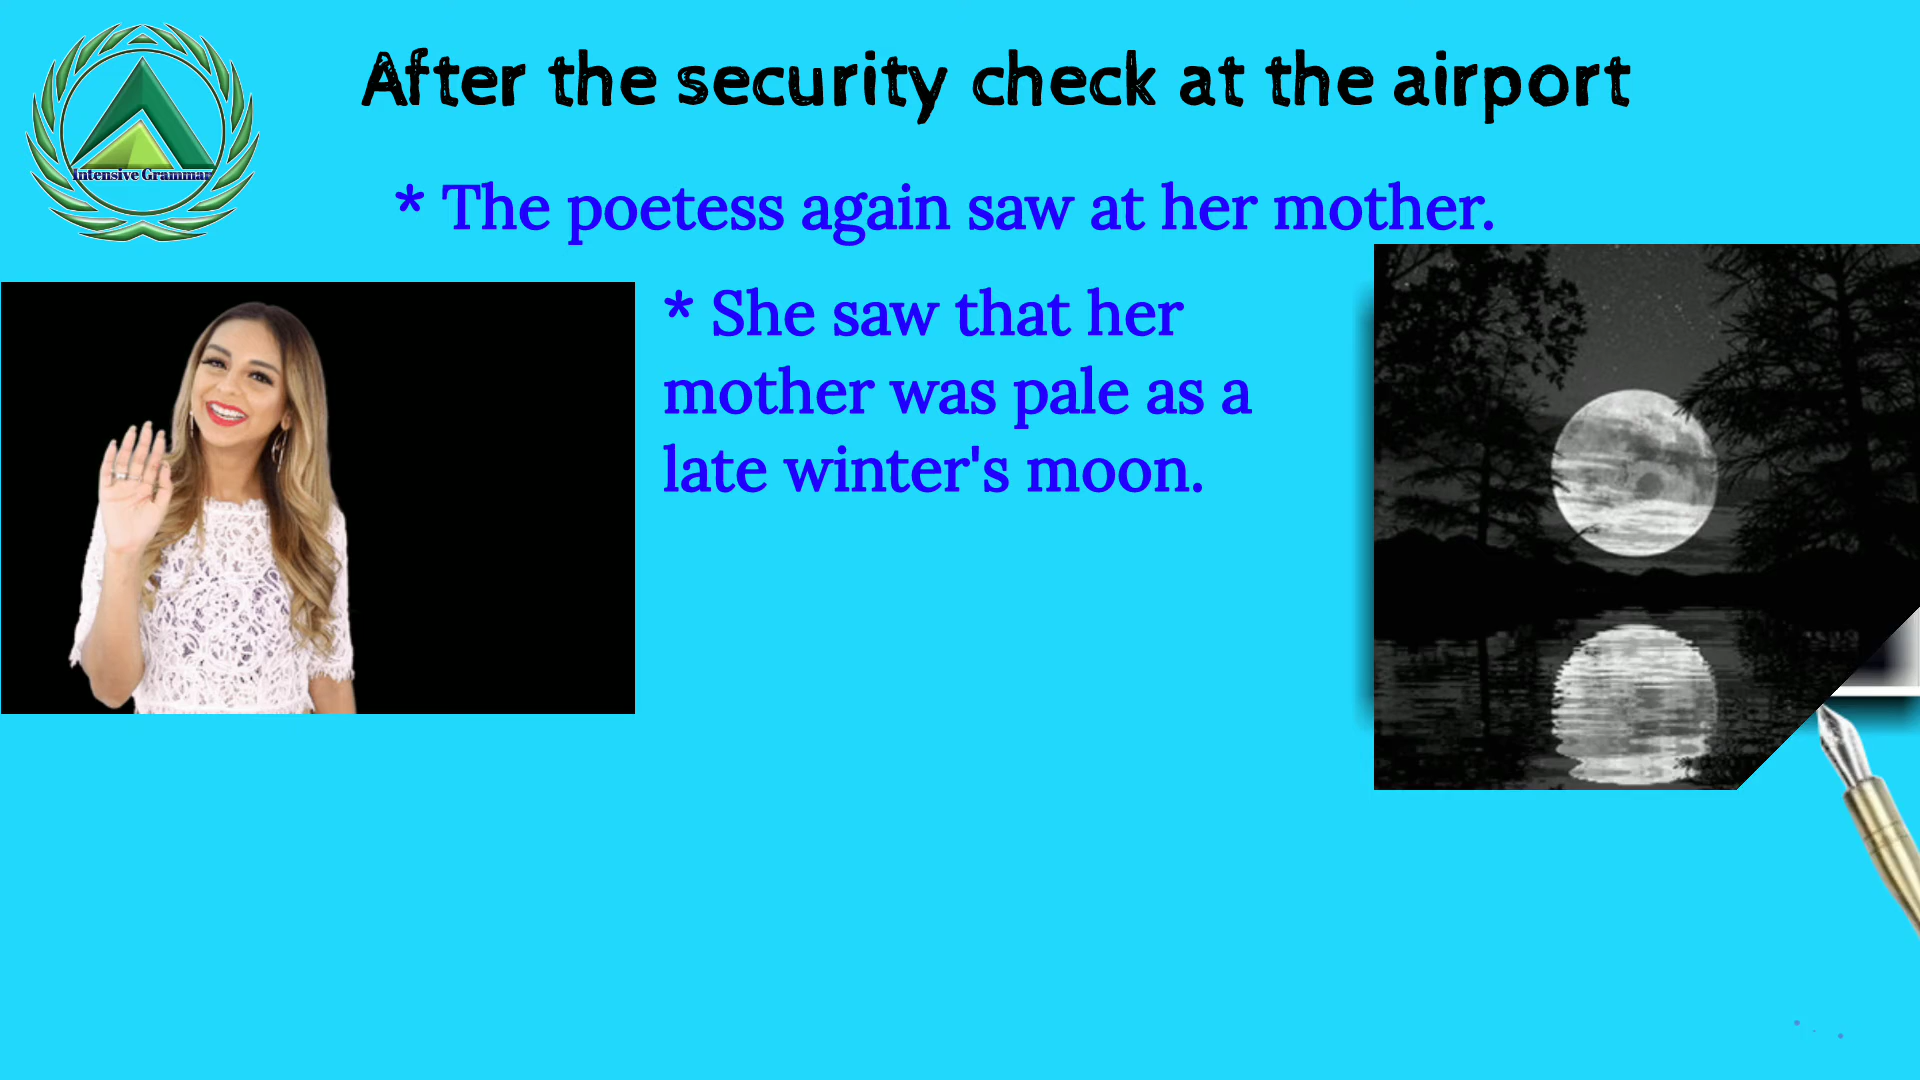 After the security check at the airport
Intensive Grammar
* The poetess again saw at her mother.
* She saw that her
mother was pale as a
late winter's moon.